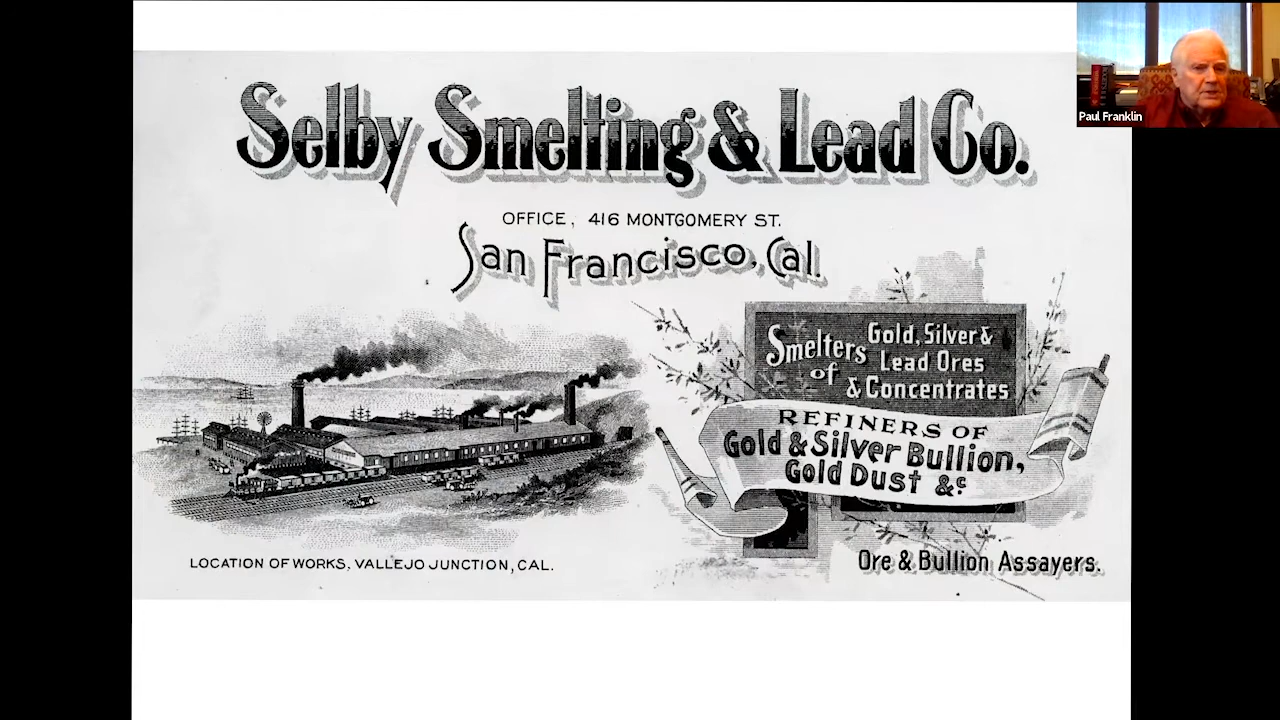 Selby Smelting & Lead Co.
OFFICE, 416 MONTGOMERY ST.
San Francisco, Cal.
Smelters of
Gold, Silver &
Lead Ores
& Concentrates
REFINERS OF
Gold & Silver Bullion,
Gold Dust &c
LOCATION OF WORKS, VALLEJO JUNCTION, CAL.
Ore & Bullion Assayers.
Paul Franklin